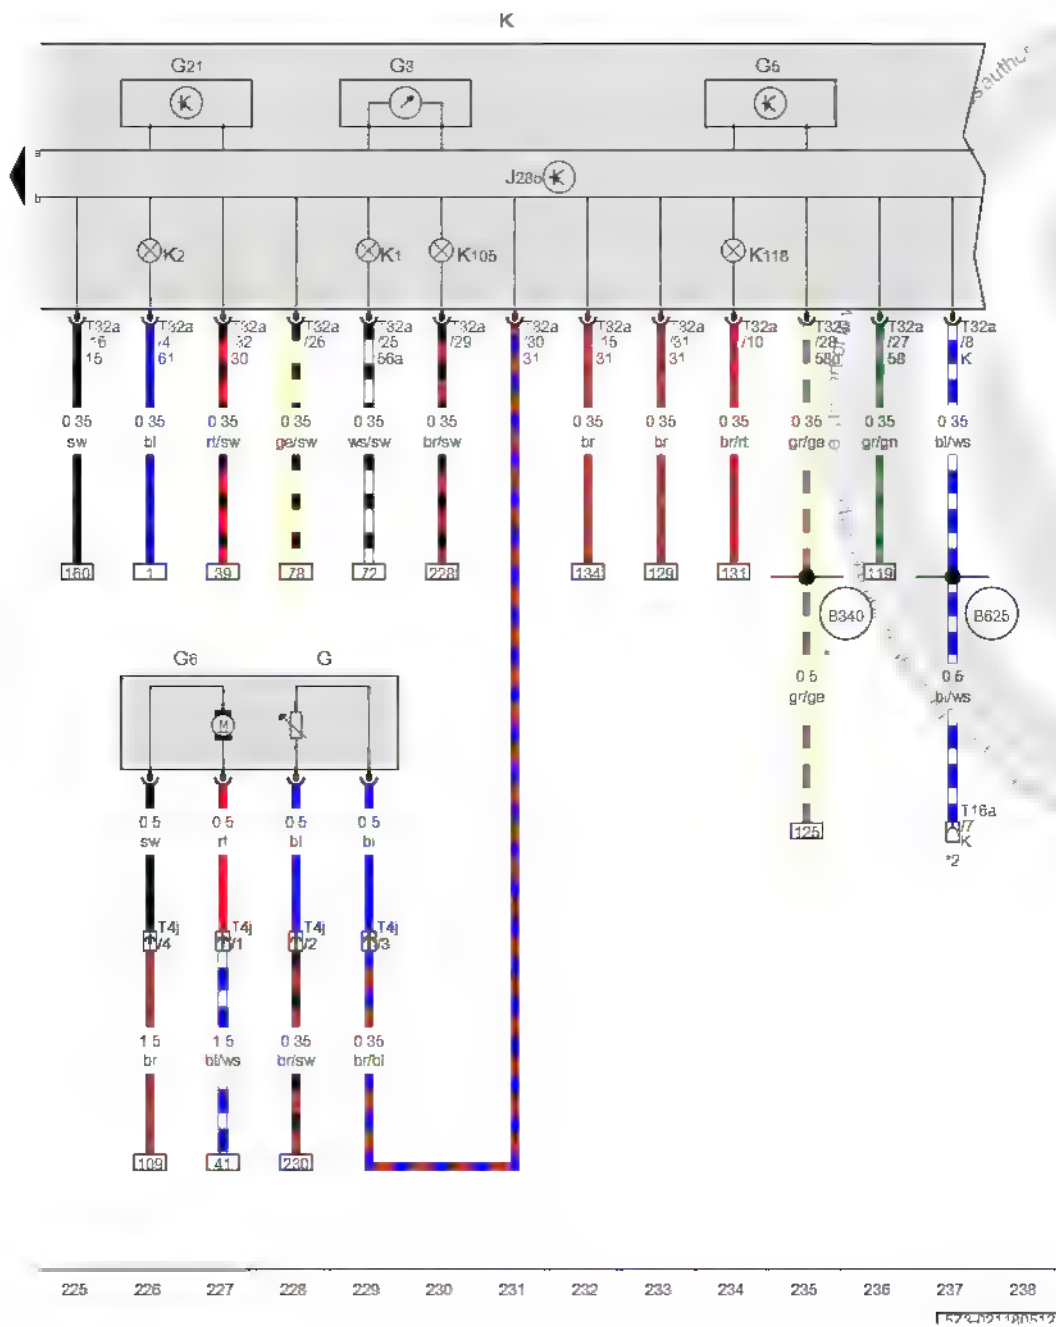 K
G21 G3 G5
a
J285 K
b
K2 K1 K105 K118
T32a T32a T32a T32a T32a T32a T32a T32a T32a T32a T32a T32a
/4 /26 /25 /29 /30 /31 /10 /28 /27 /8
15 61 30 56a 31 31 31 58d 58 K
0.35 0.35 0.35 0.35 0.35 0.35 0.35 0.35 0.35 0.35 0.35 0.35
sw bl rt/sw ge/sw ws/sw br/sw br br br/rt gr/ge gr/gn bl/ws
160 1 39 78 72 228 134 129 131 119
B340 B625
*
G6 G
0.5 0.5
gr/ge bl/ws
M
T16a
/7
K
125
*2
0.5 0.5 0.5 0.5
sw rt bl bl
T4j T4j T4j T4j
/4 /1 /2 /3
1.5 1.5 0.35 0.35
br bl/ws br/sw br/bl
109 41 230
225 226 227 228 229 230 231 232 233 234 235 236 237 238